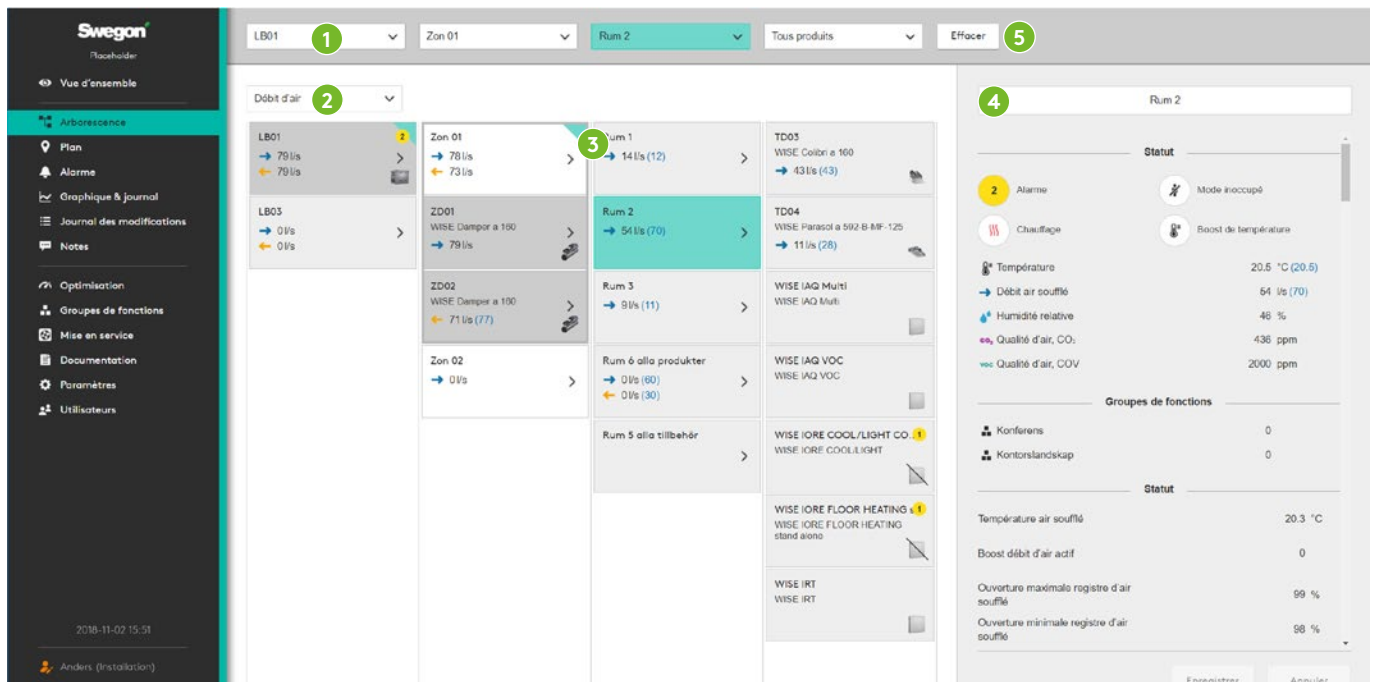 Swegon
Placeholder
Vue d'ensemble
Arborescence
Plan
Alarme
Graphique & journal
Journal des modifications
Notes
Optimisation
Groupes de fonctions
Mise en service
Documentation
Paramètres
Utilisateurs
2018-11-02 15:51
Anders (Installation)
LB01
1
Zon 01
Rum 2
Tous produits
Effacer
5
Débit d'air
2
LB01
2
79 l/s
79 l/s
LB03
0 l/s
0 l/s
Zon 01
78 l/s
73 l/s
3
ZD01
WISE Damper a 160
79 l/s
ZD02
WISE Damper a 160
71 l/s (77)
Zon 02
0 l/s
Rum 1
14 l/s (12)
Rum 2
54 l/s (70)
Rum 3
9 l/s (11)
Rum 6 alla produkter
0 l/s (60)
0 l/s (30)
Rum 5 alla tillbehör
TD03
WISE Colibri a 160
43 l/s (43)
TD04
WISE Parasol a 592-B-MF-125
11 l/s (28)
WISE IAQ Multi
WISE IAQ Multi
WISE IAQ VOC
WISE IAQ VOC
WISE IORE COOL/LIGHT CO... 1
WISE IORE COOL/LIGHT
WISE IORE FLOOR HEATING s 1
WISE IORE FLOOR HEATING
stand alone
WISE IRT
WISE IRT
4
Rum 2
Statut
2 Alarme
Mode inoccupé
Chauffage
Boost de température
Température 20.5 °C (20.5)
Débit air soufflé 54 l/s (70)
Humidité relative 46 %
CO₂ Qualité d'air, CO₂ 436 ppm
VOC Qualité d'air, COV 2000 ppm
Groupes de fonctions
Konferens 0
Kontorslandskap 0
Statut
Température air soufflé 20.3 °C
Boost débit d'air actif 0
Ouverture maximale registre d'air
soufflé 99 %
Ouverture minimale registre d'air
soufflé 98 %
Enregistrer Annuler